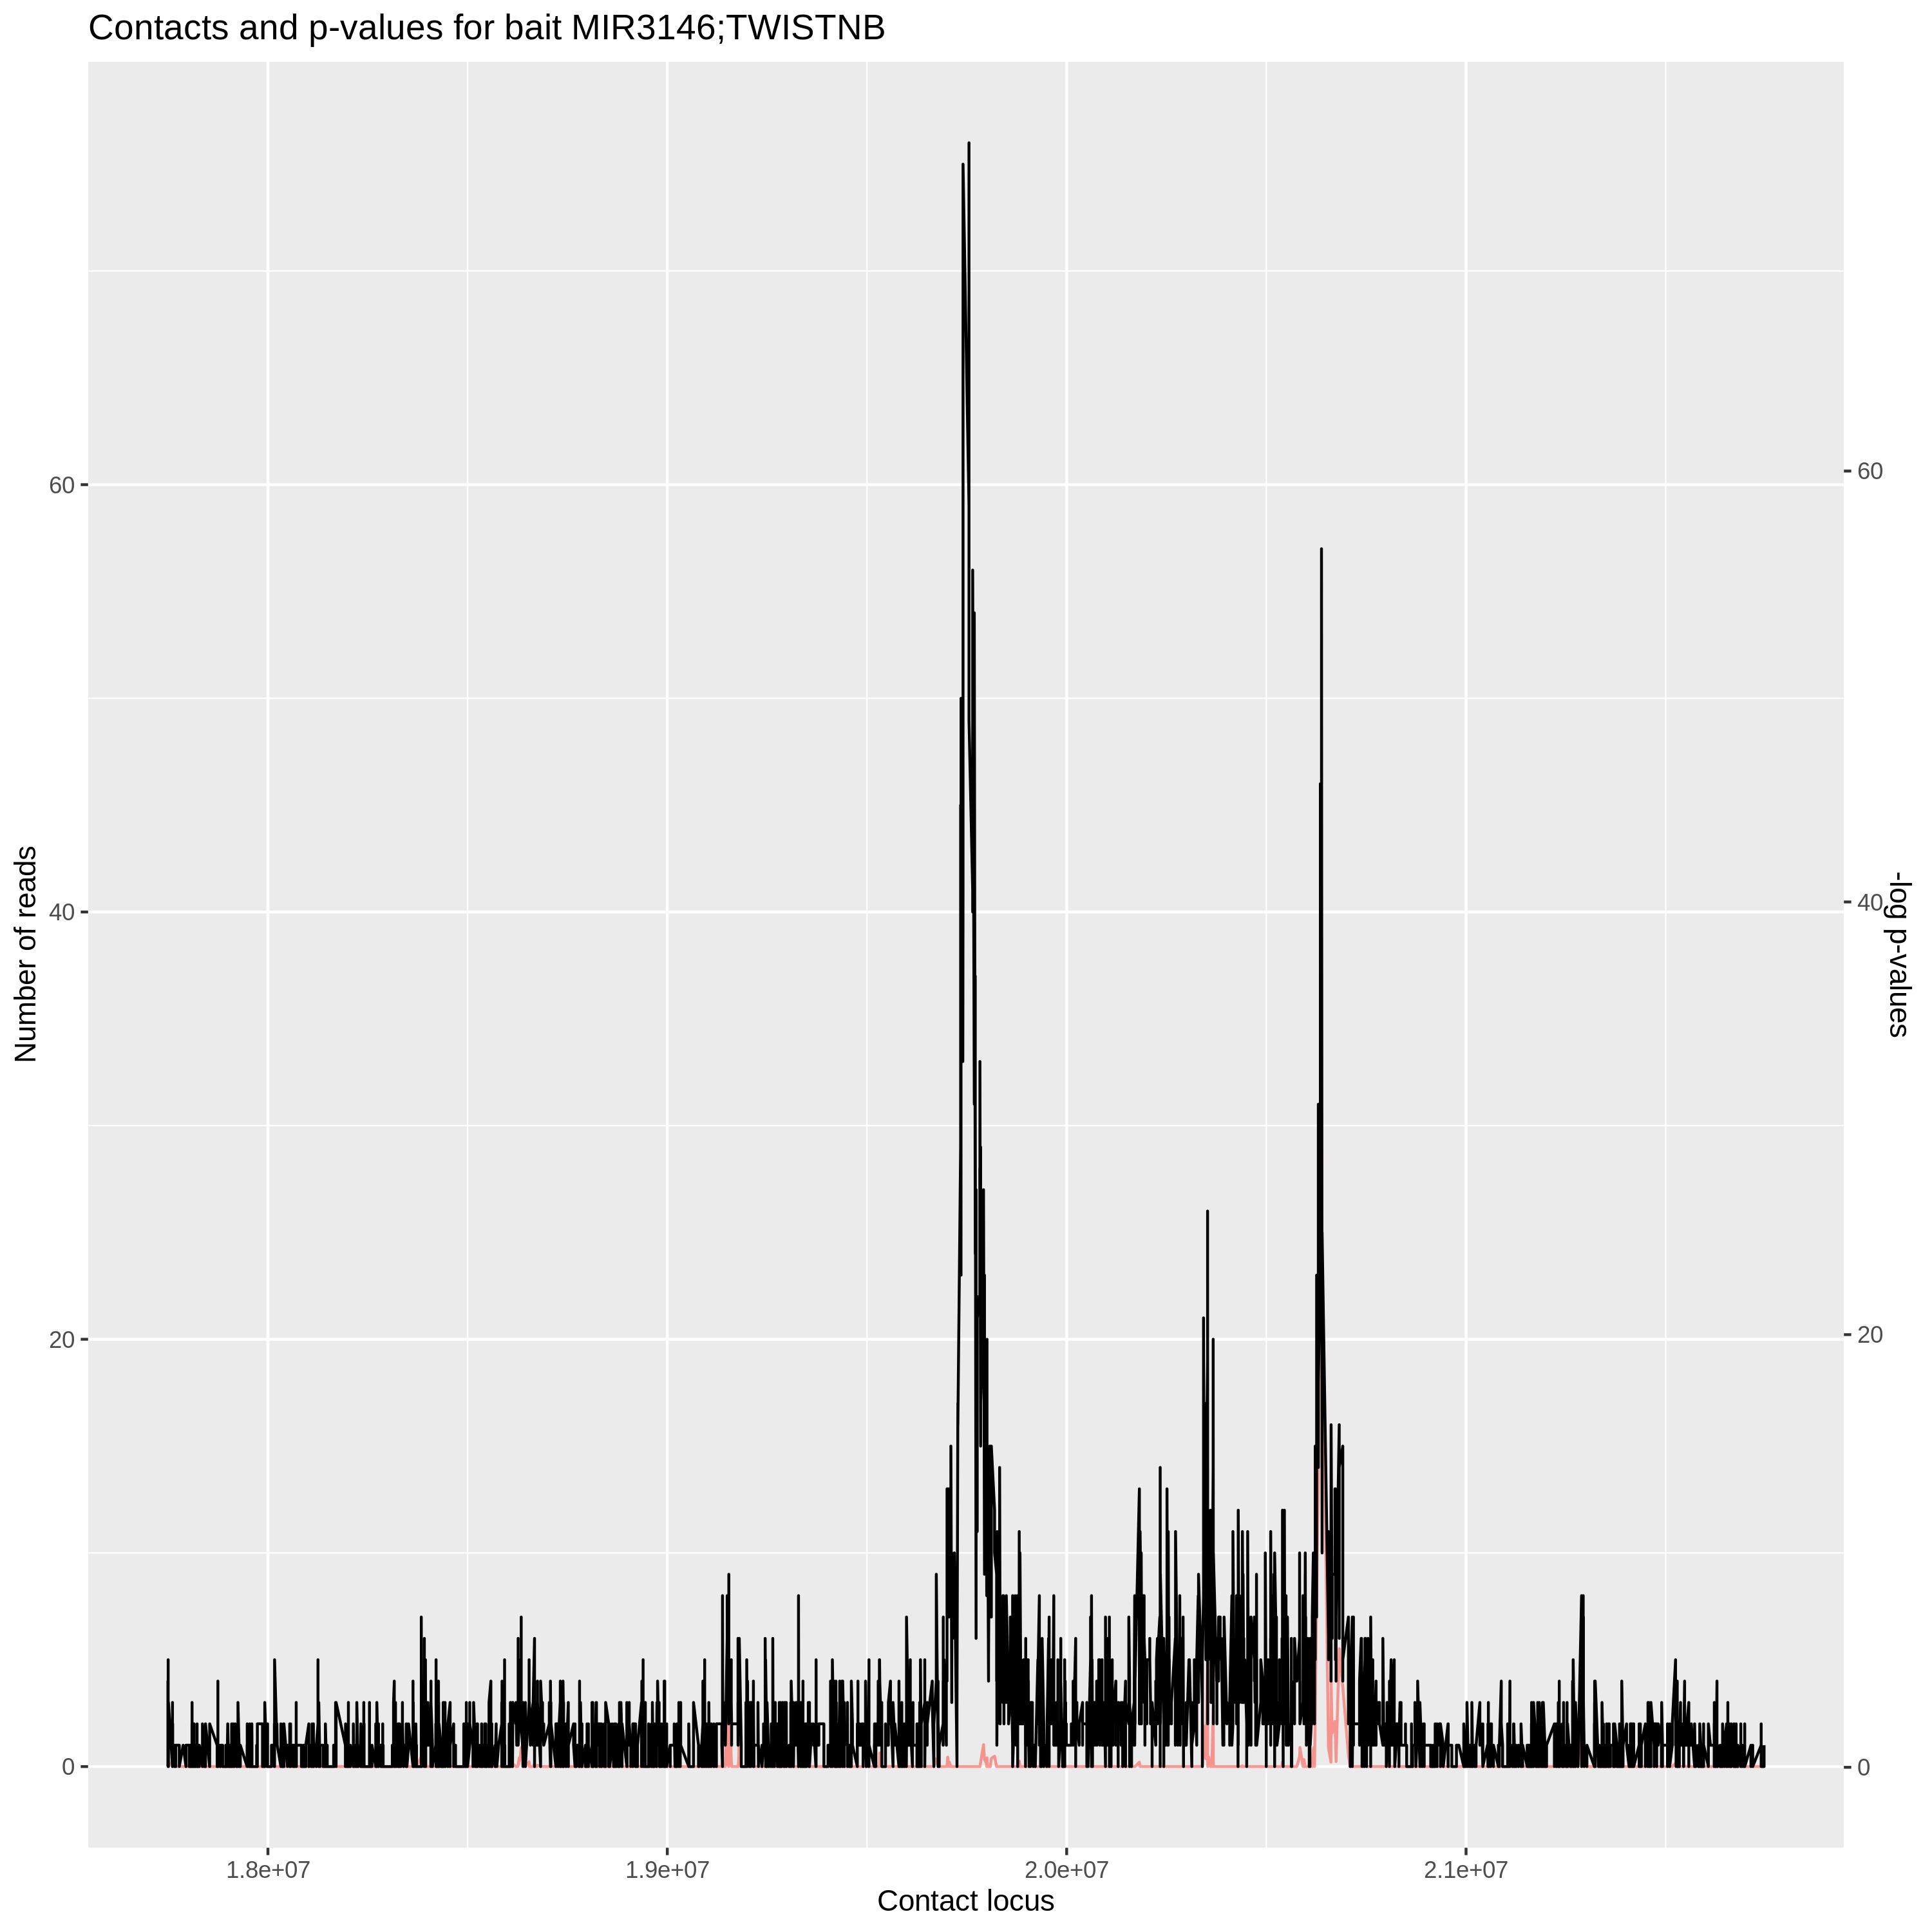 Contacts and p-values for bait MIR3146;TWISTNB
60
40
20
0
Number of reads
60
40
20
0
-log p-values
1.8e+07
1.9e+07
2.0e+07
2.1e+07
Contact locus